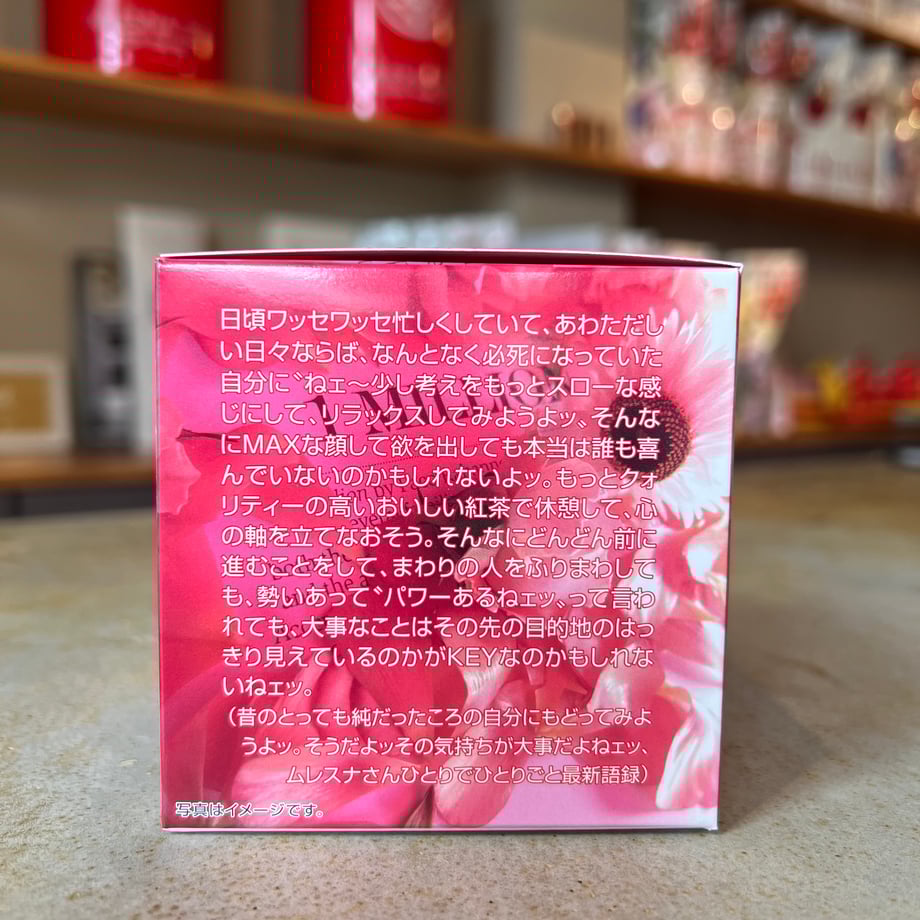 日頃ワッセワッセ忙しくしていて、あわただし
い日々ならば、なんとなく必死になっていた
自分に〝ねェ〜少し考えをもっとスローな感
じにして、リラックスしてみようよッ〟そんな
にMAXな顔して欲を出しても本当は誰も喜
んでいないのかもしれないよッ。もっとクォ
リティーの高いおいしい紅茶で休憩して、心
の軸を立てなおそう。そんなにどんどん前に
進むことをして、まわりの人をふりまわして
も、勢いあって〝パワーあるねェッ〟って言わ
れても、大事なことはその先の目的地のはっ
きり見えているのかがKEYなのかもしれな
いねェッ。
（昔のとっても純だったころの自分にもどってみよ
うよッ。そうだよッその気持ちが大事だよねェッ、
ムレスナさんひとりでひとりごと最新語録）
写真はイメージです。